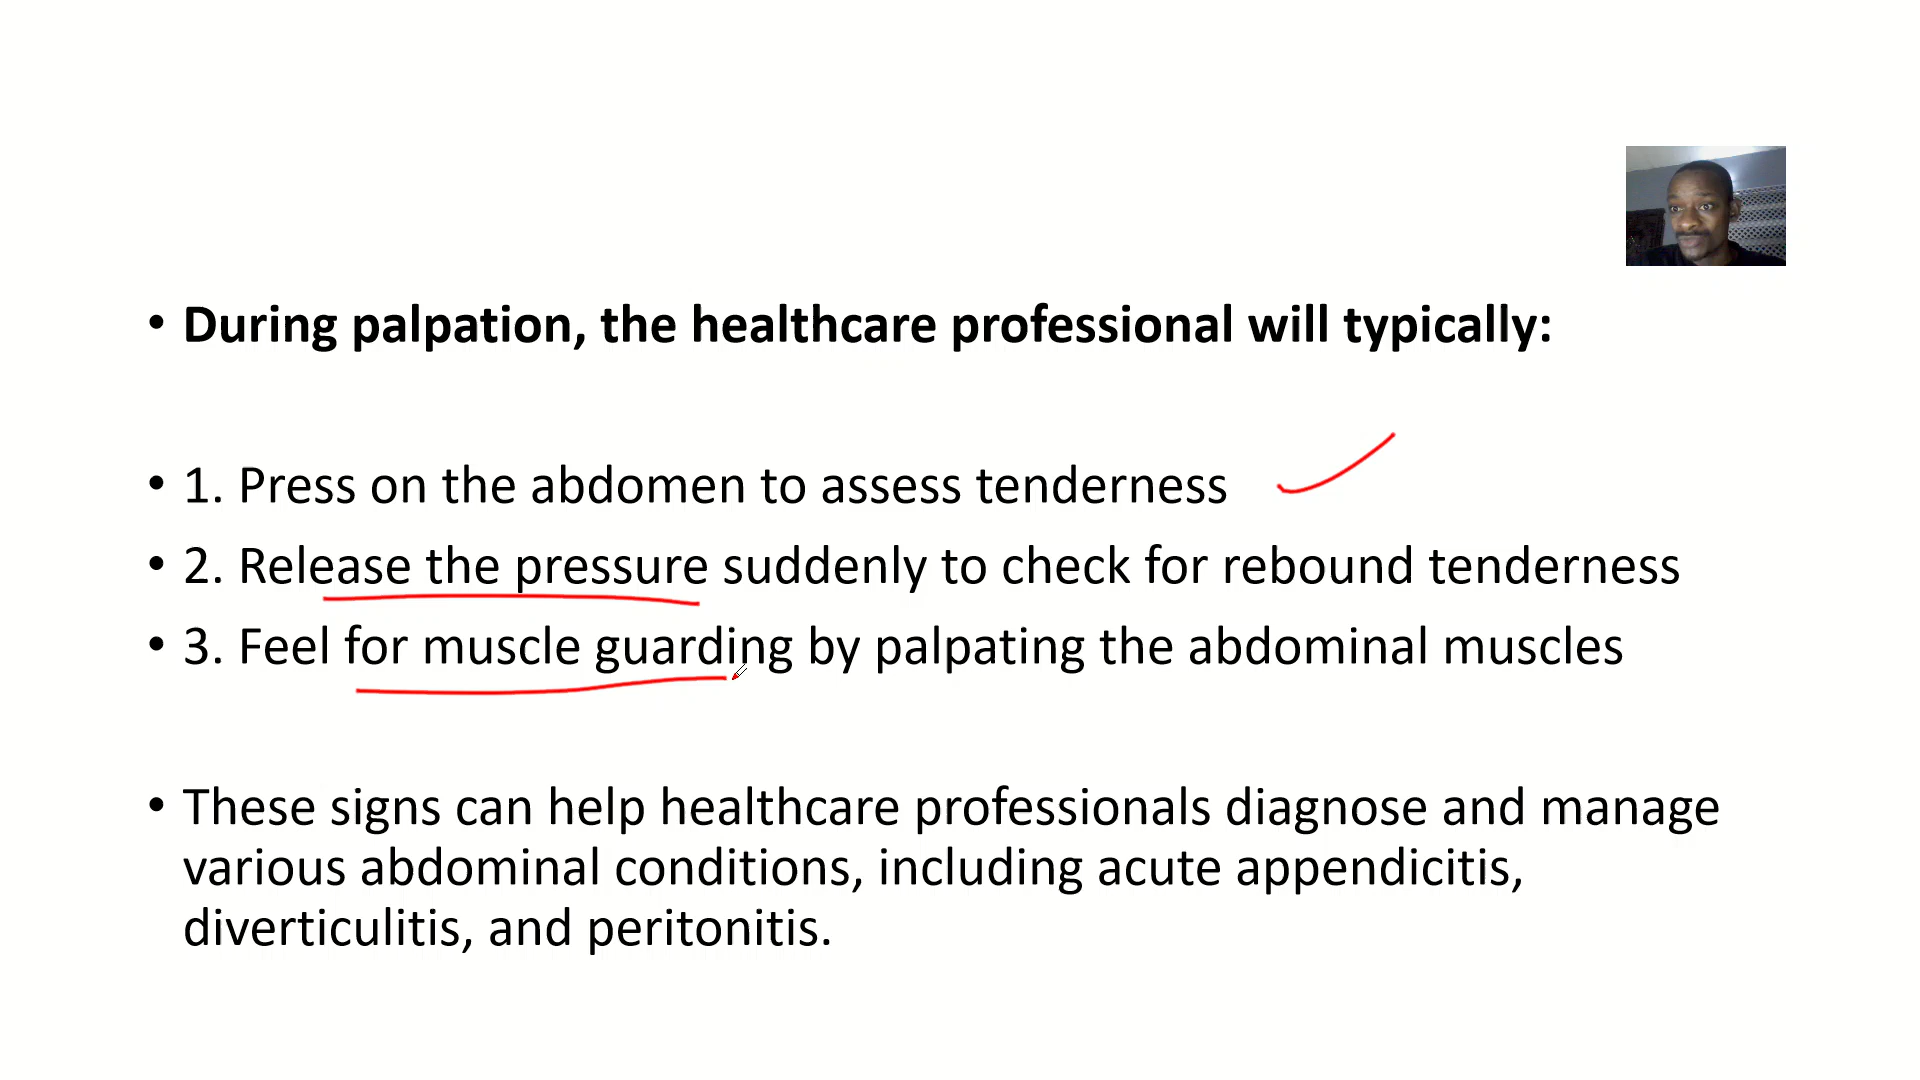 • During palpation, the healthcare professional will typically:
• 1. Press on the abdomen to assess tenderness
• 2. Release the pressure suddenly to check for rebound tenderness
• 3. Feel for muscle guarding by palpating the abdominal muscles
• These signs can help healthcare professionals diagnose and manage
various abdominal conditions, including acute appendicitis,
diverticulitis, and peritonitis.